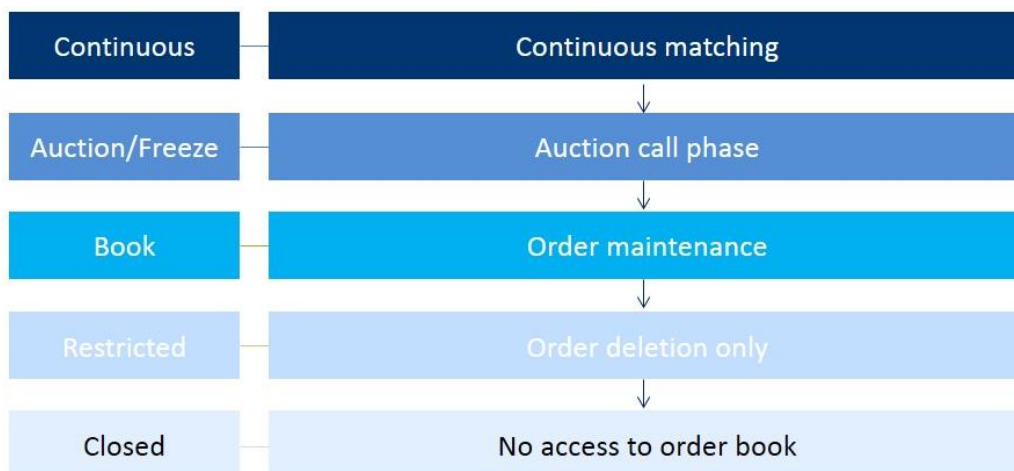 Continuous
Continuous matching
Auction/Freeze
Auction call phase
Book
Order maintenance
Restricted
Order deletion only
Closed
No access to order book